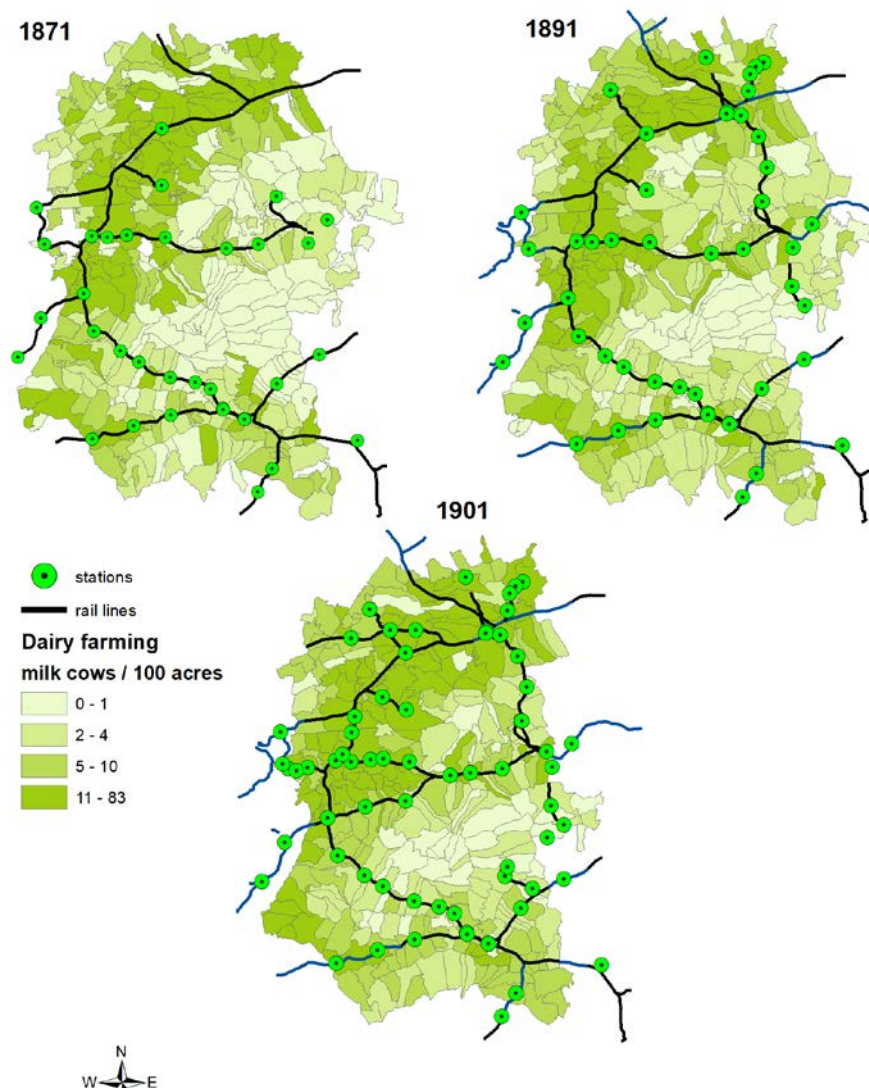 1871
1891
1901
stations
rail lines
Dairy farming
milk cows / 100 acres
0 - 1
2 - 4
5 - 10
11 - 83
N
W E